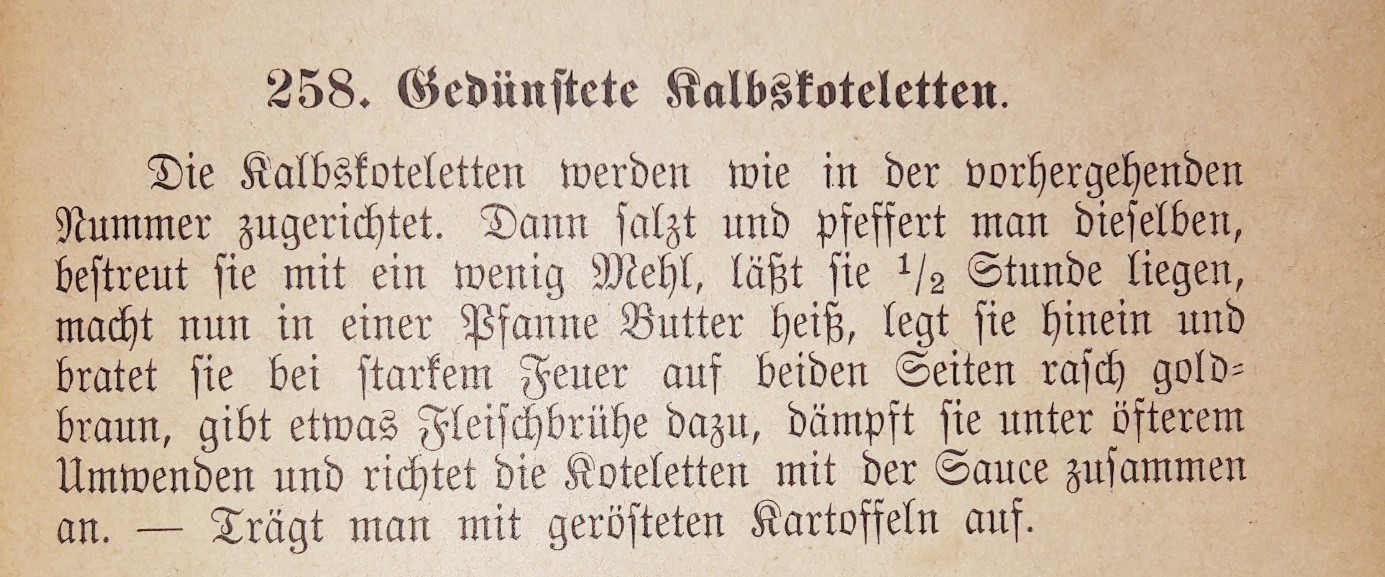 258. Gedünstete Kalbskoteletten.
Die Kalbskoteletten werden wie in der vorhergehenden
Nummer zugerichtet. Dann salzt und pfeffert man dieselben,
bestreut sie mit ein wenig Mehl, läßt sie 1/2 Stunde liegen,
macht nun in einer Pfanne Butter heiß, legt sie hinein und
bratet sie bei starkem Feuer auf beiden Seiten rasch gold=
braun, gibt etwas Fleischbrühe dazu, dämpft sie unter öfterem
Umwenden und richtet die Koteletten mit der Sauce zusammen
an. — Trägt man mit gerösteten Kartoffeln auf.